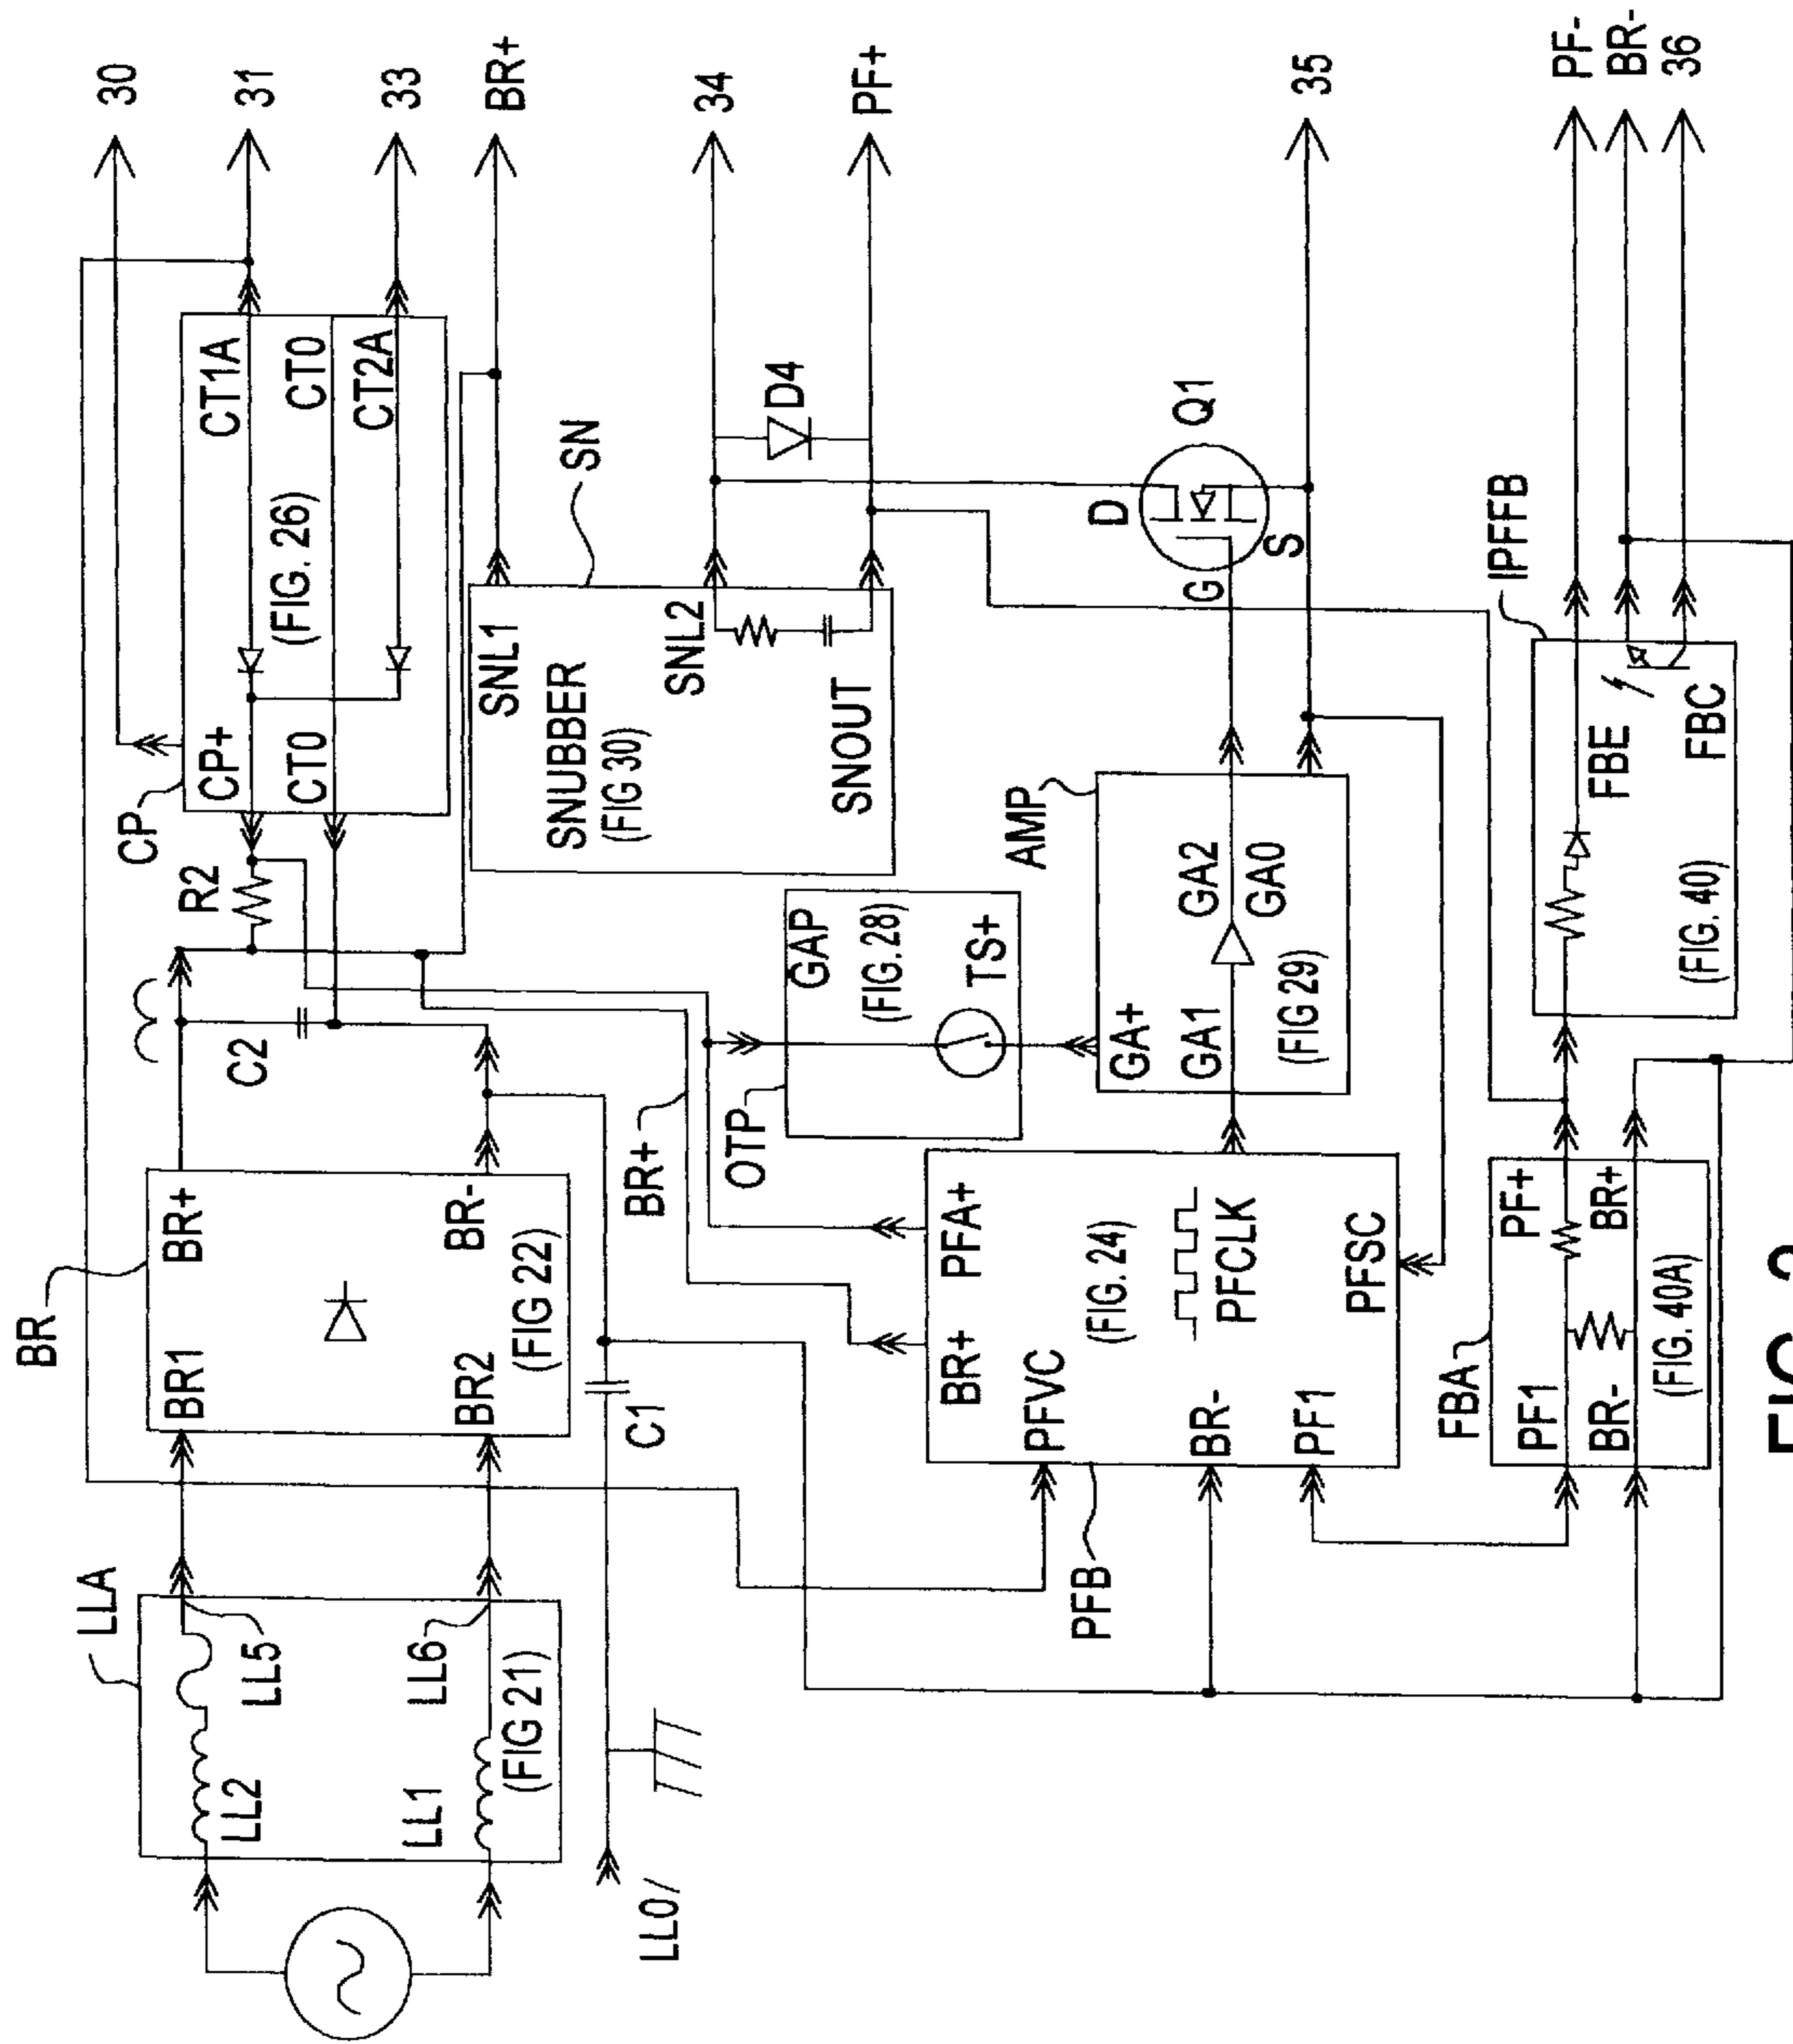 30
31
33
BR+
34
PF+
35
PF-
BR-
36
CP
CP+
CT0
(FIG. 26)
CT1A
CT0
CT2A
R2
C2
SN
SNL1
SNUBBER
(FIG 30)
SNL2
SNOUT
D4
Q1
D
G
S
BR
BR1
BR+
BR2
BR-
(FIG 22)
LLA
LL2
LL5
LL1
LL6
(FIG 21)
LL0/
C1
BR+
OTP
GAP
(FIG. 28)
TS+
AMP
GA+
GA1
GA2
GA0
(FIG 29)
PFB
BR+
PFA+
PFVC
(FIG. 24)
BR-
PFCLK
PF1
PFSC
IPFFB
FBE
FBC
(FIG. 40)
FBA
PF1
PF+
BR-
BR+
(FIG. 40A)